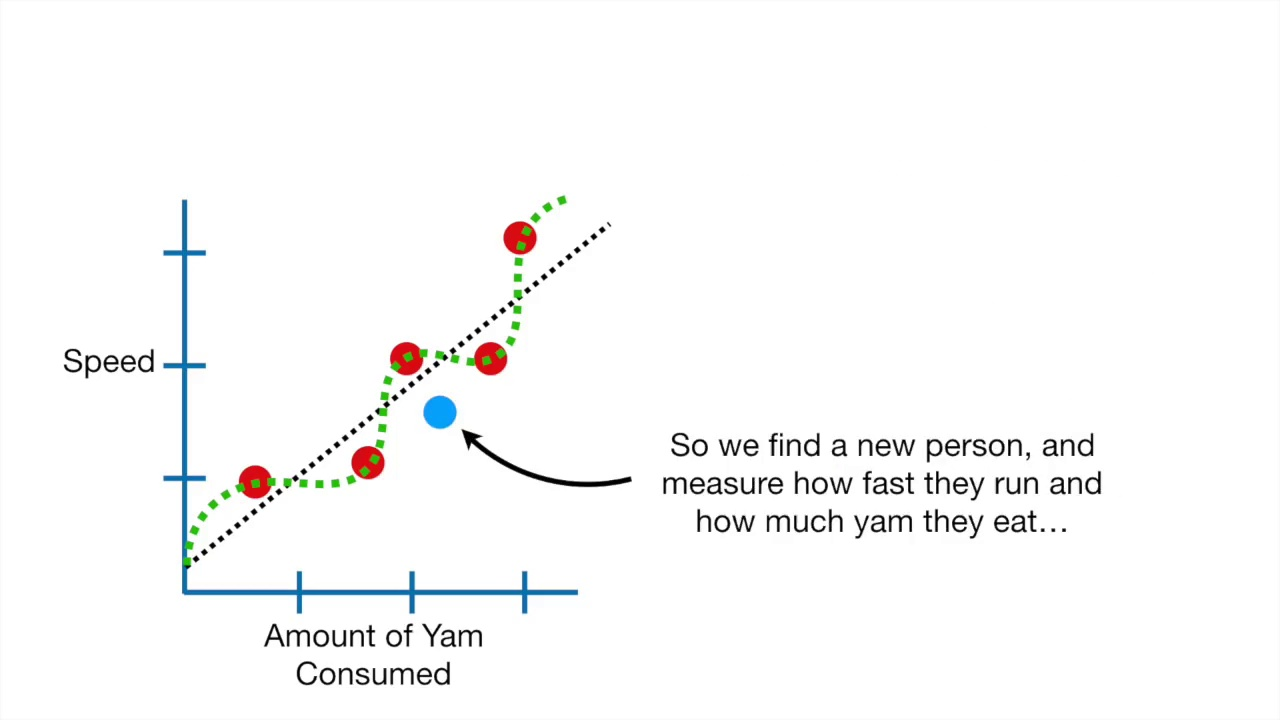 Speed
So we find a new person, and
measure how fast they run and
how much yam they eat…
Amount of Yam
Consumed